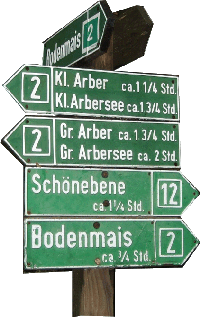 Bodenmais 2
2 Kl. Arber ca. 1 1/4 Std.
Kl. Arbersee ca. 1 3/4 Std.
2 Gr. Arber ca. 1 3/4 Std.
Gr. Arbersee ca. 2 Std.
Schönebene 12
ca. 1¼ Std.
Bodenmais 2
ca. ¾ Std.